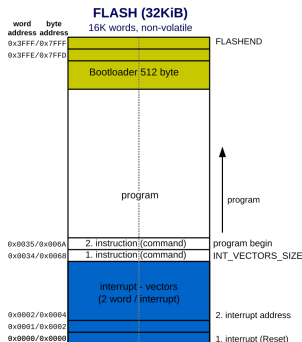 FLASH (32KiB)
16K words, non-volatile
word byte
address address
0x3FFF/0x7FFF FLASHEND
0x3FFE/0x7FFD
Bootloader 512 byte
program
program
0x0035/0x006A 2. instruction (command) program begin
0x0034/0x0068 1. instruction (command) INT_VECTORS_SIZE
interrupt - vectors
(2 word / interrupt)
0x0002/0x0004 2. interrupt address
0x0001/0x0002
0x0000/0x0000 1. interrupt (Reset)